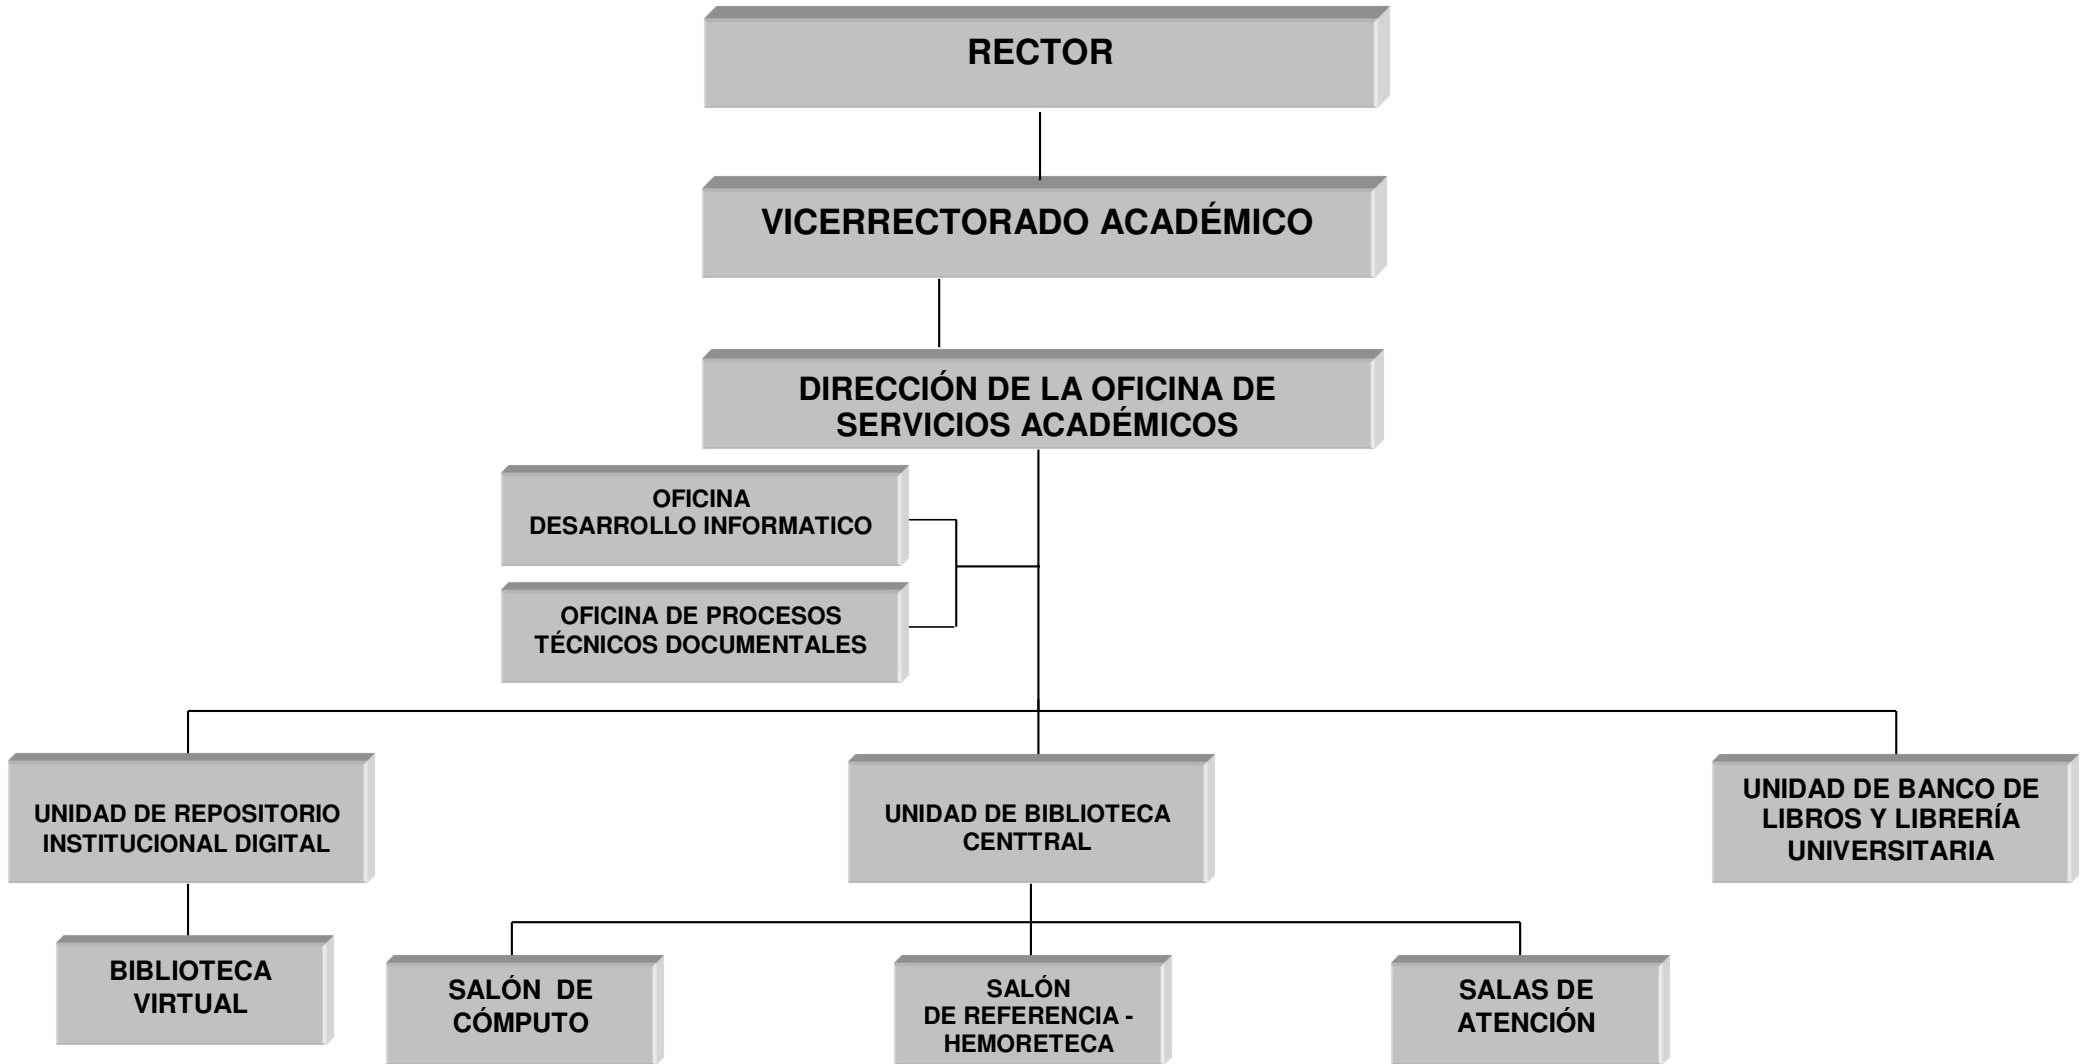 RECTOR
VICERRECTORADO ACADÉMICO
DIRECCIÓN DE LA OFICINA DE
SERVICIOS ACADÉMICOS
OFICINA
DESARROLLO INFORMATICO
OFICINA DE PROCESOS
TÉCNICOS DOCUMENTALES
UNIDAD DE REPOSITORIO
INSTITUCIONAL DIGITAL
UNIDAD DE BIBLIOTECA
CENTTRAL
UNIDAD DE BANCO DE
LIBROS Y LIBRERÍA
UNIVERSITARIA
BIBLIOTECA
VIRTUAL
SALÓN DE
CÓMPUTO
SALÓN
DE REFERENCIA -
HEMORETECA
SALAS DE
ATENCIÓN